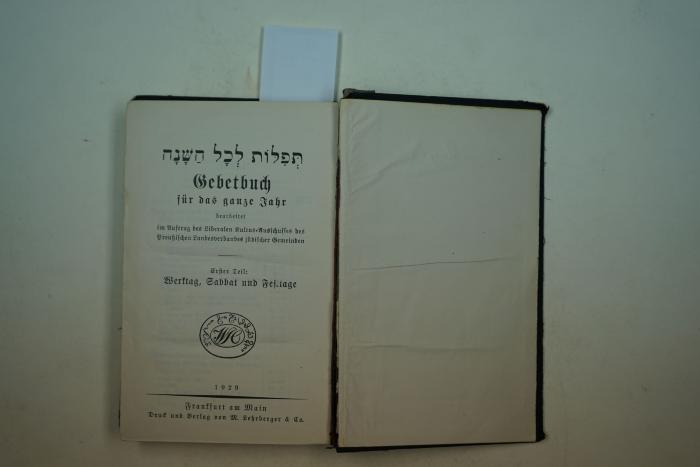 תְּפִלּוֹת לְכָל הַשָּׁנָה
Gebetbuch
für das ganze Jahr
bearbeitet
im Auftrag des Liberalen Kultus-Ausschusses des
Preußischen Landesverbandes jüdischer Gemeinden
Erster Teil:
Werktag, Sabbat und Festtage
1929
Frankfurt am Main
Druck und Verlag von M. Lehrberger & Co.